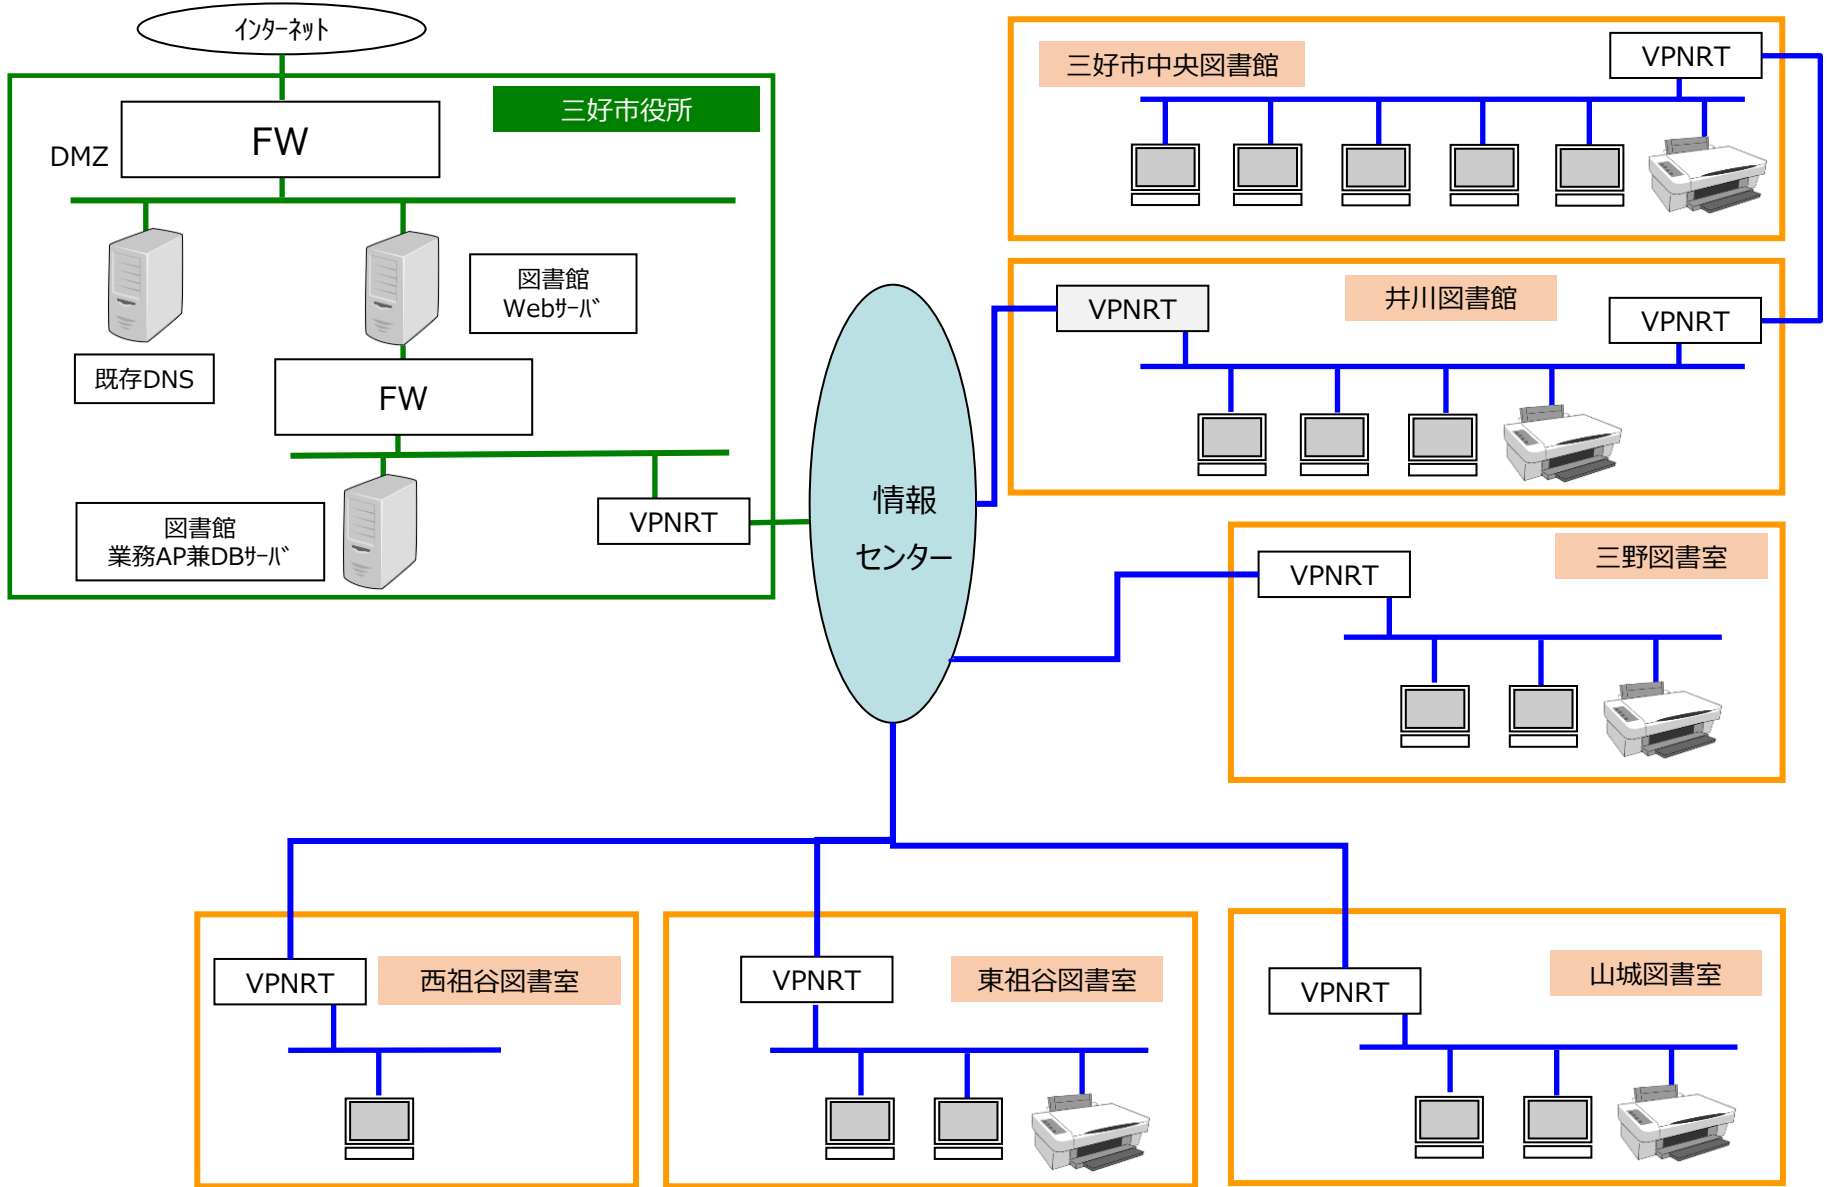 インターネット
三好市役所
FW
DMZ
図書館
Webサーバ
既存DNS
FW
図書館
業務AP兼DBサーバ
VPNRT
情報
センター
三好市中央図書館
VPNRT
VPNRT
井川図書館
VPNRT
VPNRT
三野図書室
VPNRT
西祖谷図書室
VPNRT
東祖谷図書室
VPNRT
山城図書室